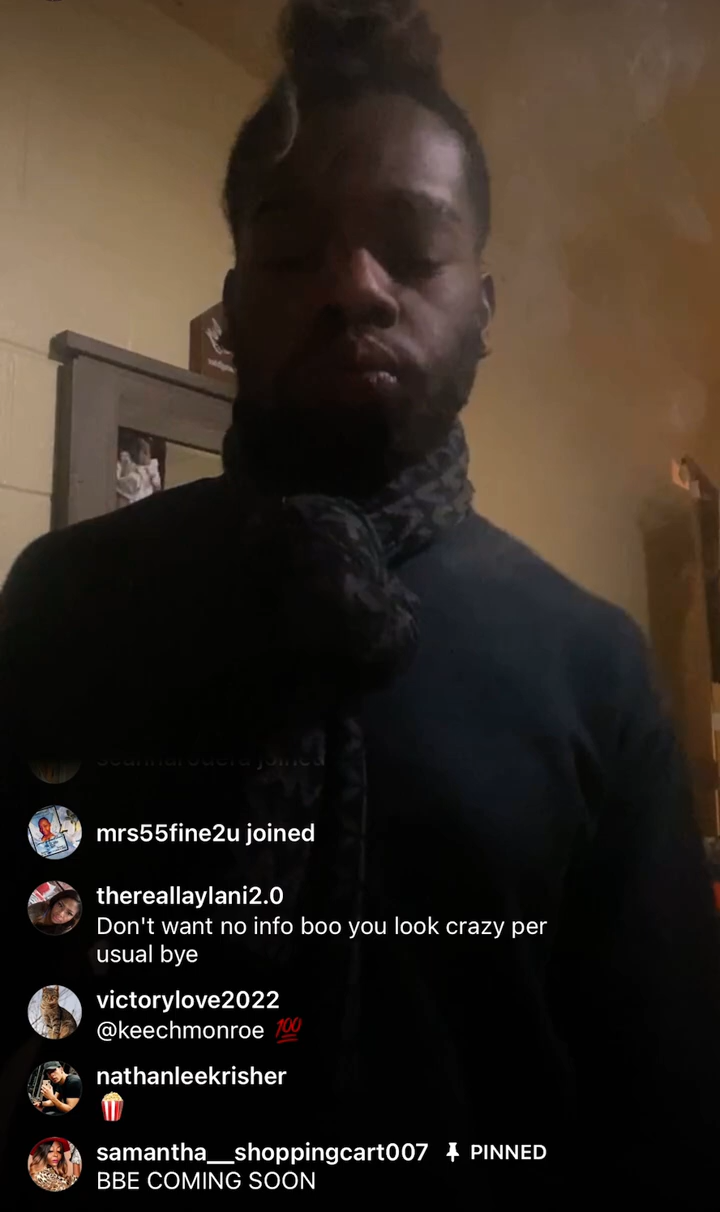 joined
mrs55fine2u joined
thereallaylani2.0
Don't want no info boo you look crazy per
usual bye
victorylove2022
@keechmonroe 💯
nathanleekrisher
🍿
samantha__shoppingcart007 📌 PINNED
BBE COMING SOON